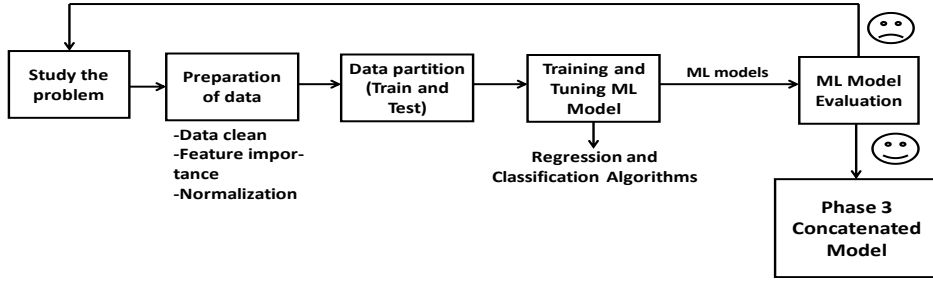 Study the
problem
Preparation
of data
-Data clean
-Feature impor-
tance
-Normalization
Data partition
(Train and
Test)
Training and
Tuning ML
Model
Regression and
Classification Algorithms
ML models
ML Model
Evaluation
Phase 3
Concatenated
Model